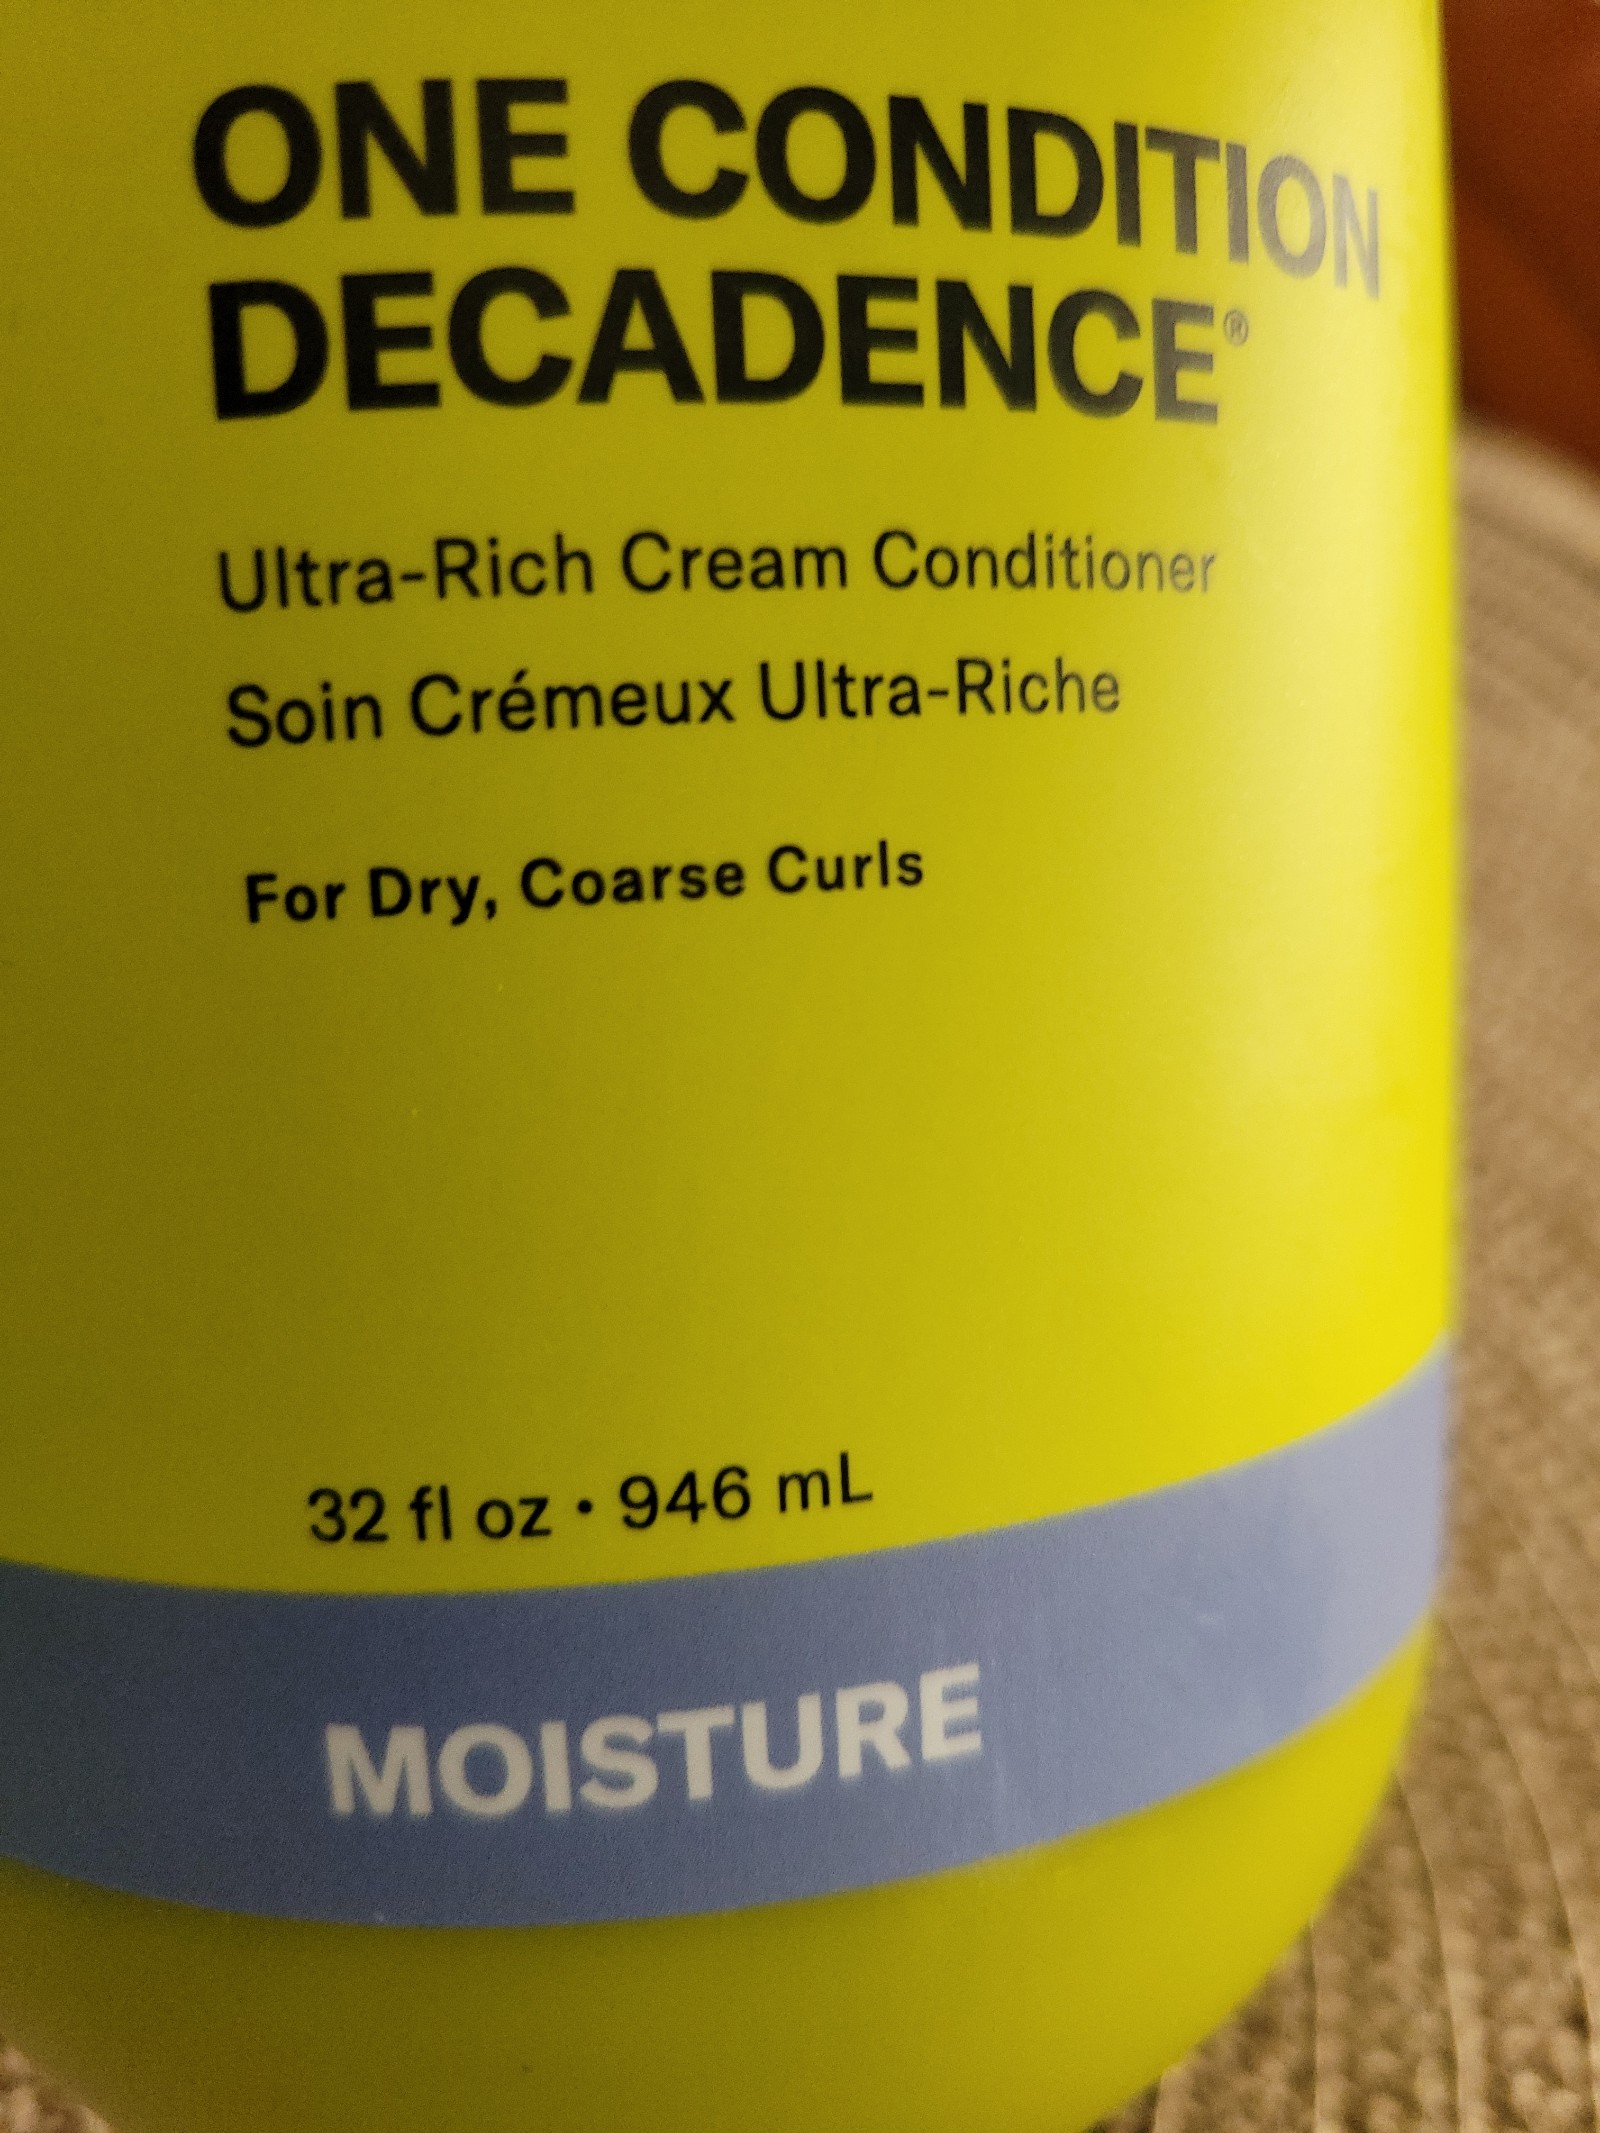 ONE CONDITION
DECADENCE®
Ultra-Rich Cream Conditioner
Soin Crémeux Ultra-Riche
For Dry, Coarse Curls
32 fl oz • 946 mL
MOISTURE